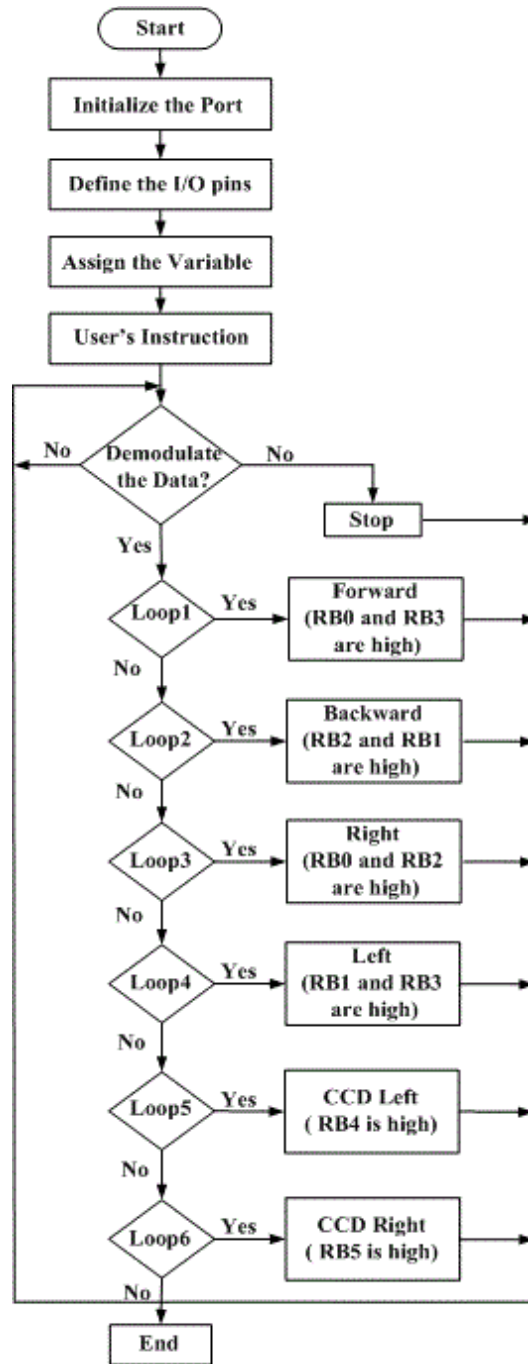 Start
Initialize the Port
Define the I/O pins
Assign the Variable
User's Instruction
No
Demodulate
the Data?
No
Stop
Yes
Loop1
Yes
Forward
(RB0 and RB3
are high)
No
Loop2
Yes
Backward
(RB2 and RB1
are high)
No
Loop3
Yes
Right
(RB0 and RB2
are high)
No
Loop4
Yes
Left
(RB1 and RB3
are high)
No
Loop5
Yes
CCD Left
( RB4 is high)
No
Loop6
Yes
CCD Right
( RB5 is high)
No
End